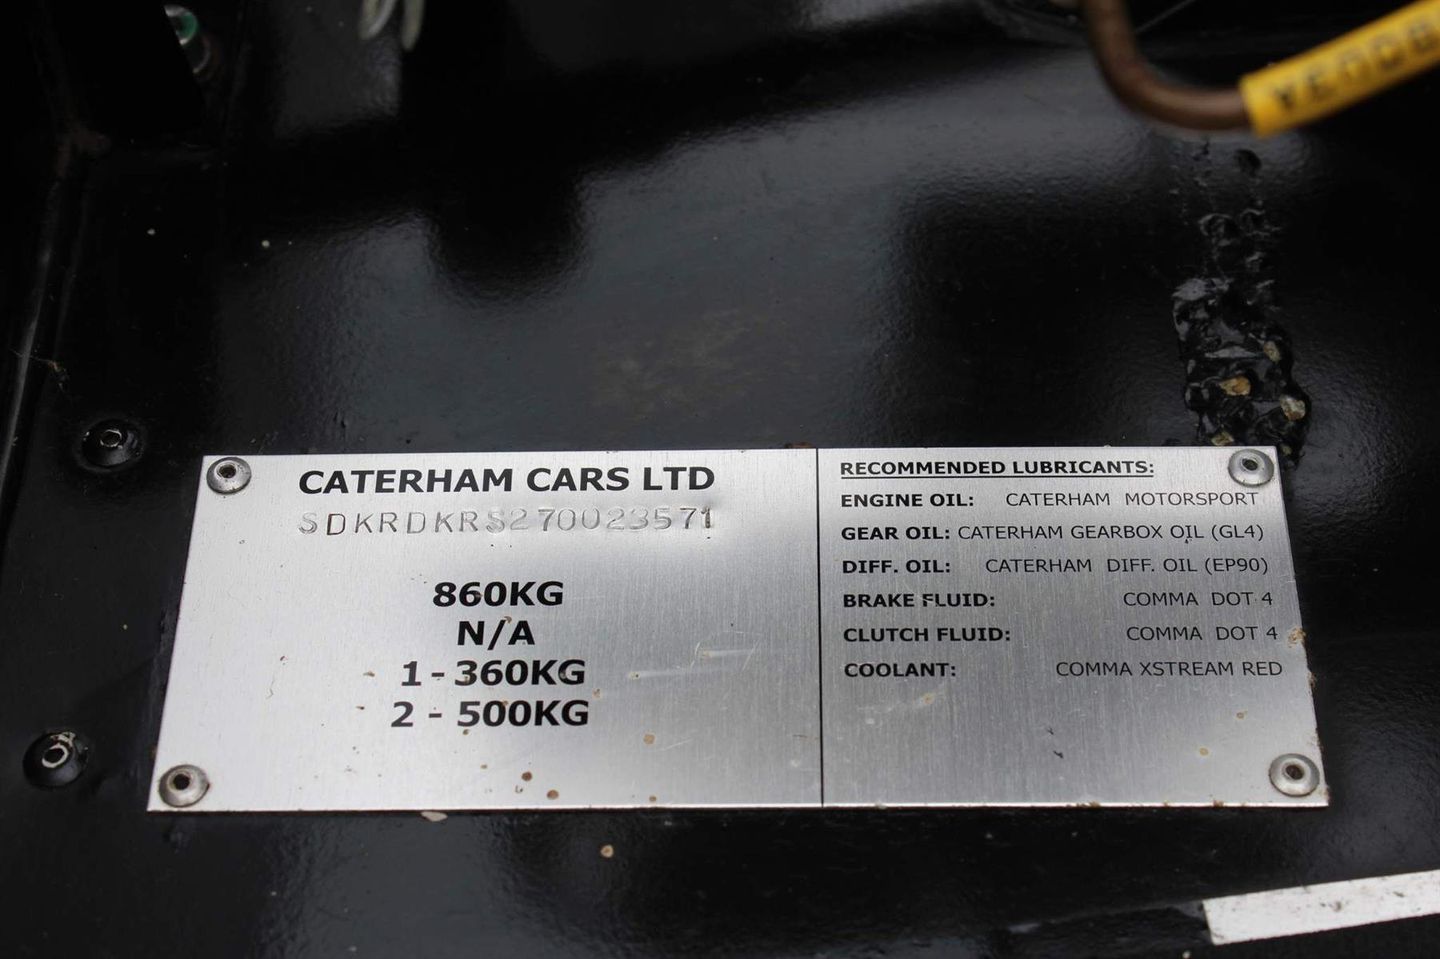 CATERHAM CARS LTD
SDKRDKRS270023571
860KG
N/A
1 - 360KG
2 - 500KG
RECOMMENDED LUBRICANTS:
ENGINE OIL: CATERHAM MOTORSPORT
GEAR OIL: CATERHAM GEARBOX OIL (GL4)
DIFF. OIL: CATERHAM DIFF. OIL (EP90)
BRAKE FLUID: COMMA DOT 4
CLUTCH FLUID: COMMA DOT 4
COOLANT: COMMA XSTREAM RED